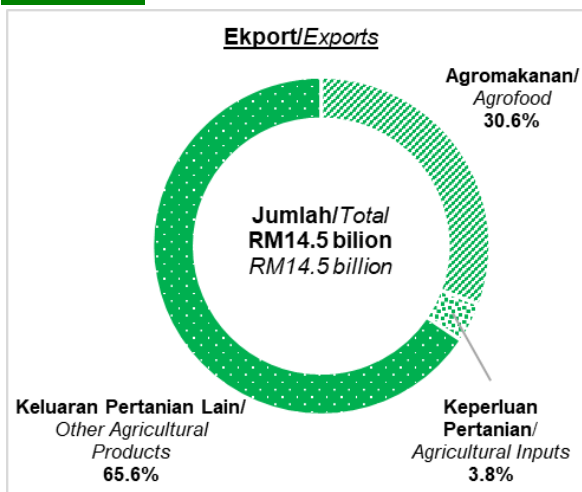 Ekport/Exports
Agromakanan/
Agrofood
30.6%
Jumlah/Total
RM14.5 bilion
RM14.5 billion
Keluaran Pertanian Lain/
Other Agricultural
Products
65.6%
Keperluan
Pertanian/
Agricultural Inputs
3.8%